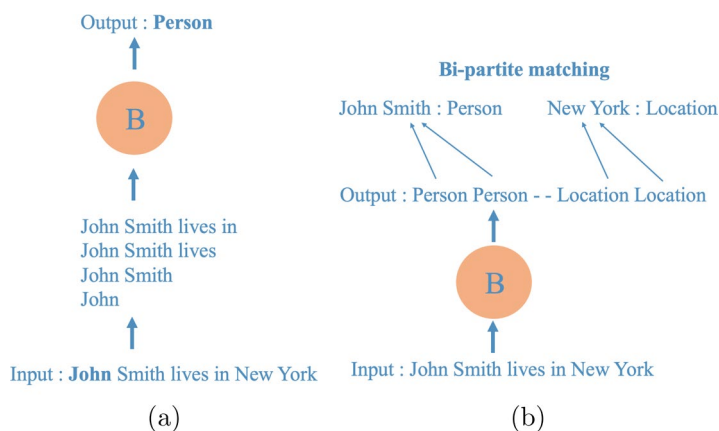 Output : Person
B
John Smith lives in
John Smith lives
John Smith
John
Input : John Smith lives in New York
(a)
Bi-partite matching
John Smith : Person
New York : Location
Output : Person Person - - Location Location
B
Input : John Smith lives in New York
(b)